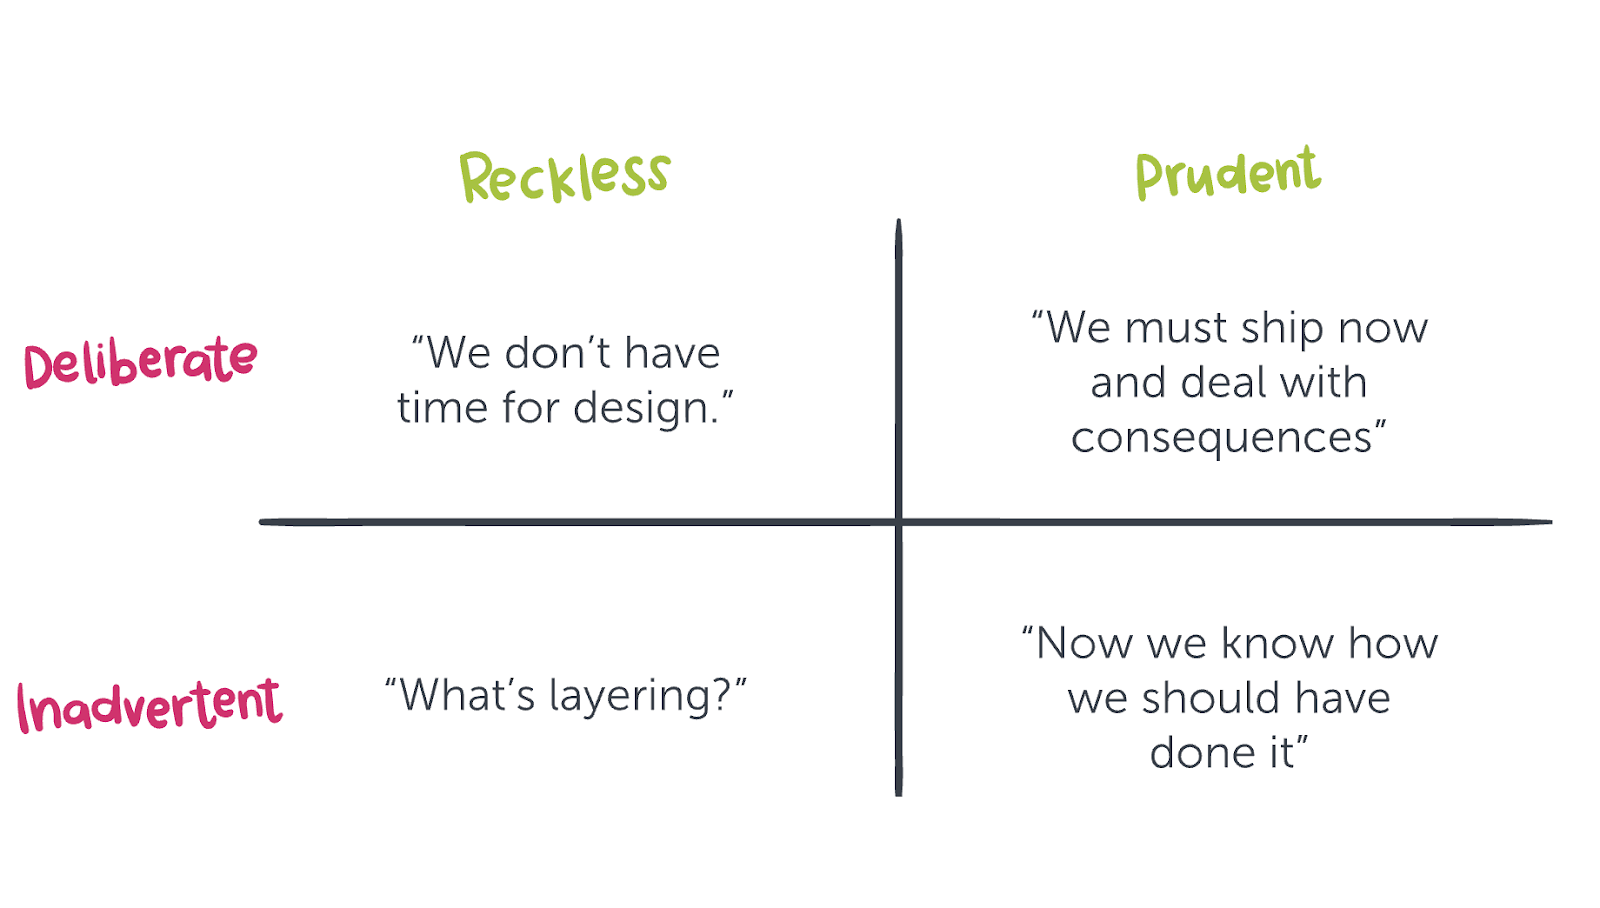 Reckless
Prudent
Deliberate
“We don’t have
time for design.”
“We must ship now
and deal with
consequences”
Inadvertent
“What’s layering?”
“Now we know how
we should have
done it”